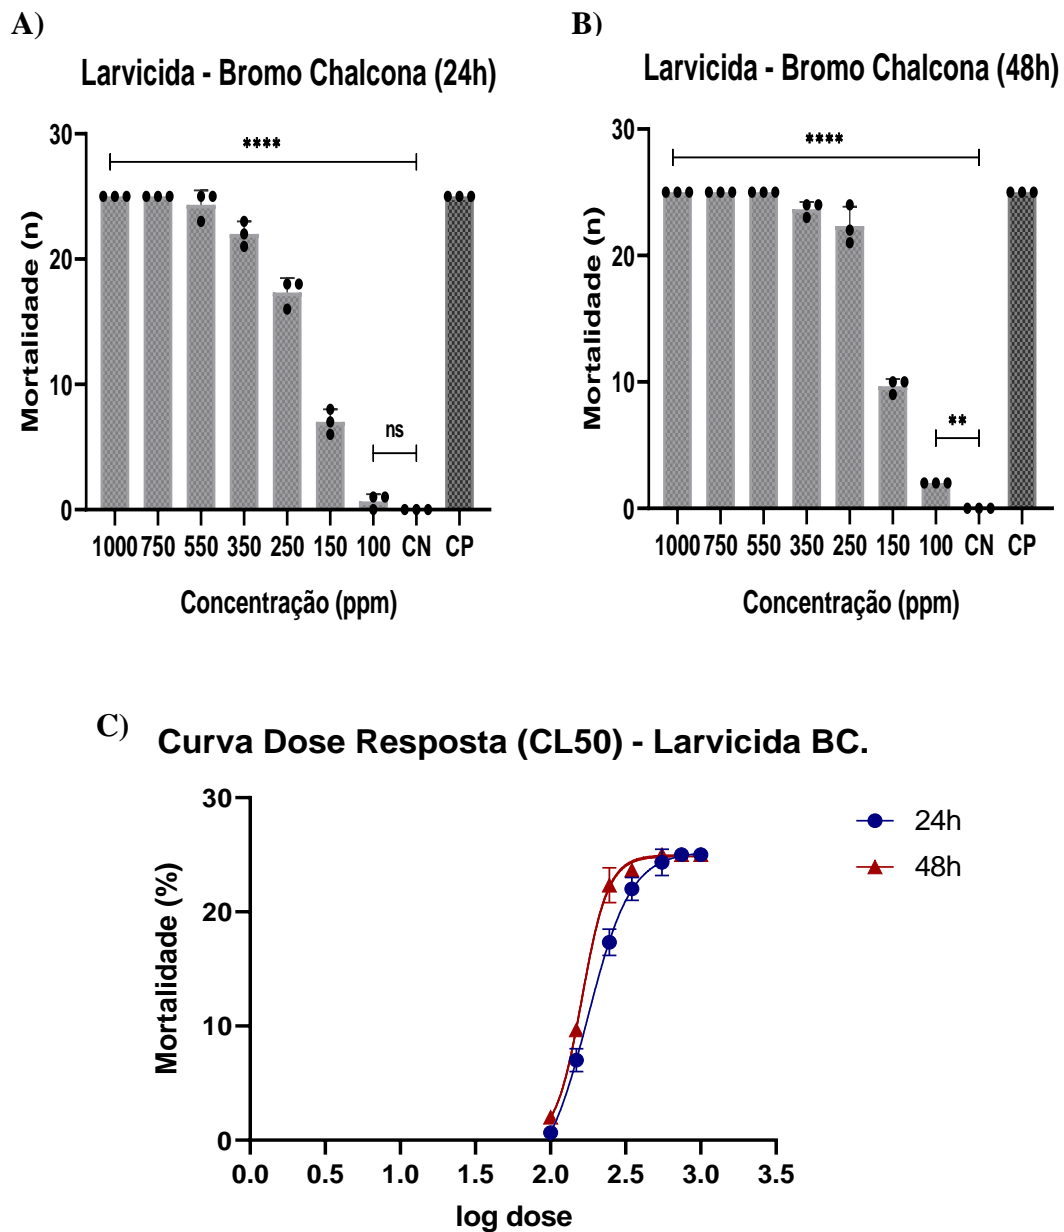 A)
Larvicida - Bromo Chalcona (24h)
Mortalidade (n)
30
20
10
0
****
ns
1000 750 550 350 250 150 100 CN CP
Concentração (ppm)
B)
Larvicida - Bromo Chalcona (48h)
Mortalidade (n)
30
20
10
0
****
**
1000 750 550 350 250 150 100 CN CP
Concentração (ppm)
C)
Curva Dose Resposta (CL50) - Larvicida BC.
Mortalidade (%)
30
20
10
0
0.0 0.5 1.0 1.5 2.0 2.5 3.0 3.5
log dose
24h
48h